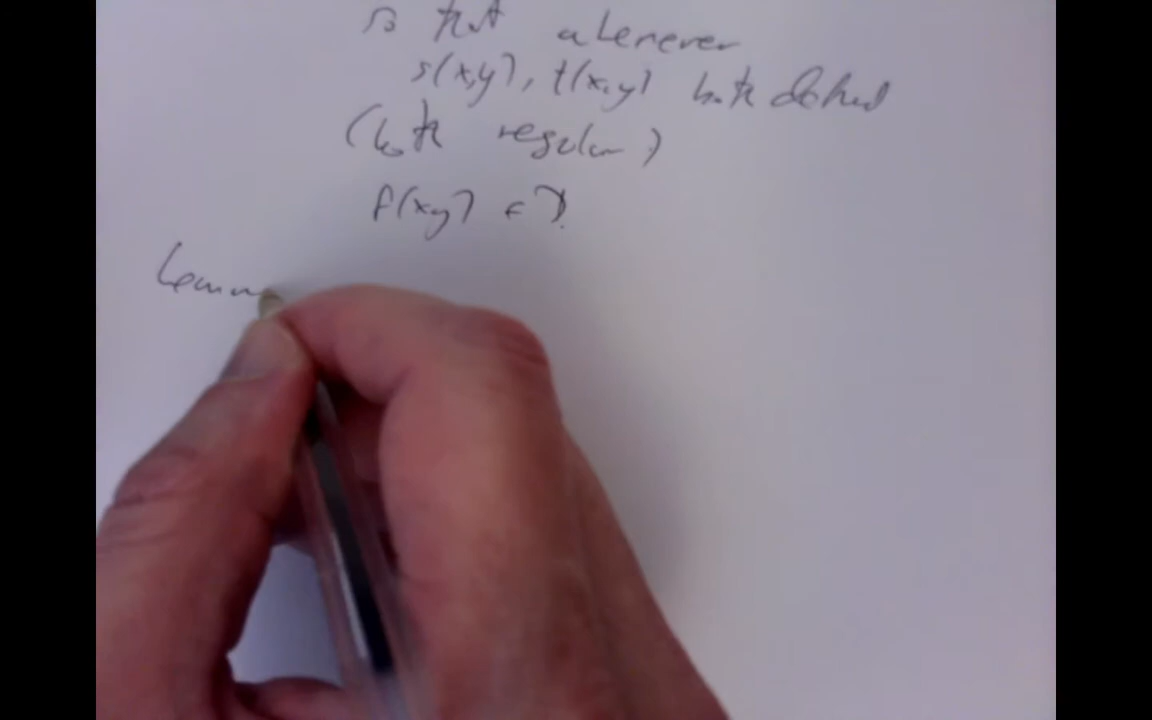 so that whenever
s(x,y), t(x,y) both defined
(both regular)
f(x,y) ∈
Lemm